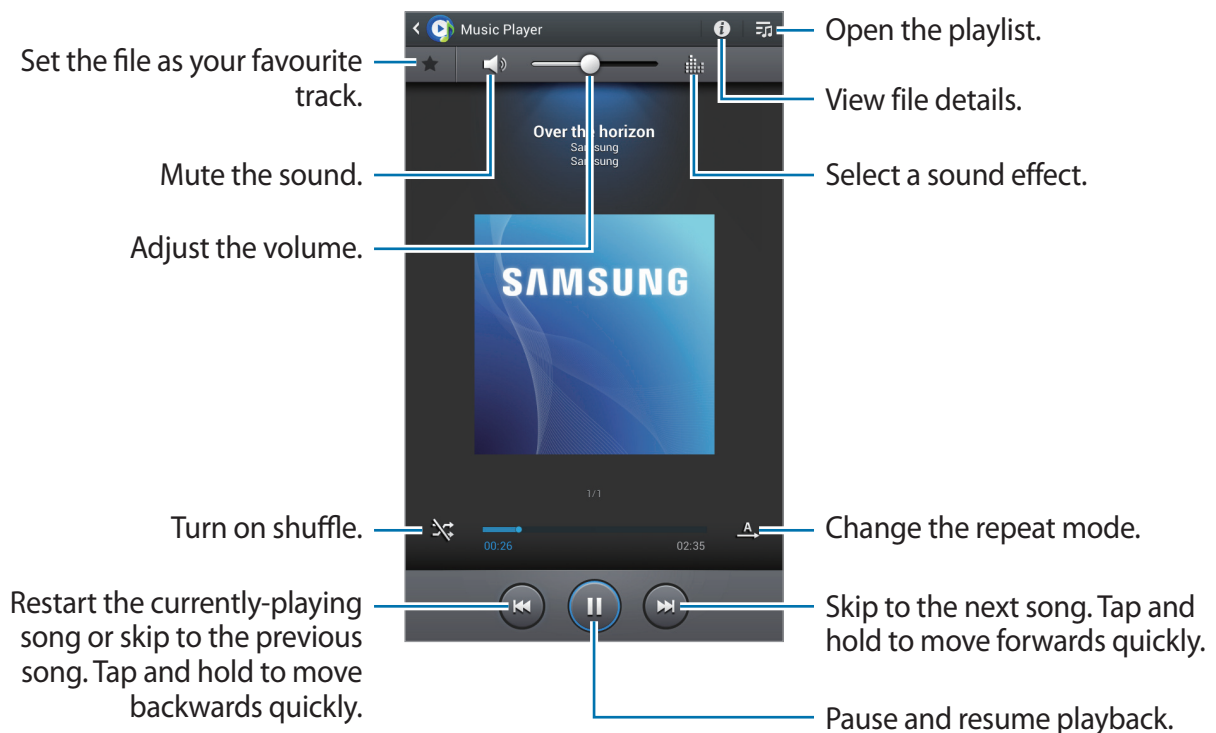 Music Player
Open the playlist.
Set the file as your favourite
track.
View file details.
Over the horizon
Samsung
Samsung
Mute the sound.
Select a sound effect.
Adjust the volume.
SAMSUNG
1/1
Turn on shuffle.
A
Change the repeat mode.
00:26
02:35
Restart the currently-playing
song or skip to the previous
song. Tap and hold to move
backwards quickly.
Skip to the next song. Tap and
hold to move forwards quickly.
Pause and resume playback.